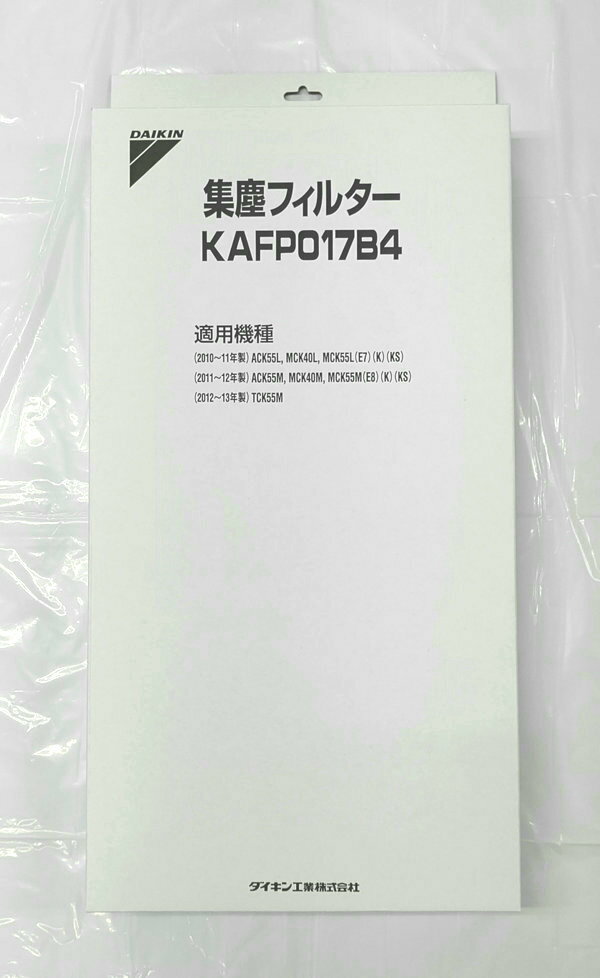 DAIKIN
集塵フィルター
KAFP017B4
適用機種
(2010～11年製) ACK55L, MCK40L, MCK55L(E7)(K)(KS)
(2011～12年製) ACK55M, MCK40M, MCK55M(E8)(K)(KS)
(2012～13年製) TCK55M
ダイキン工業株式会社